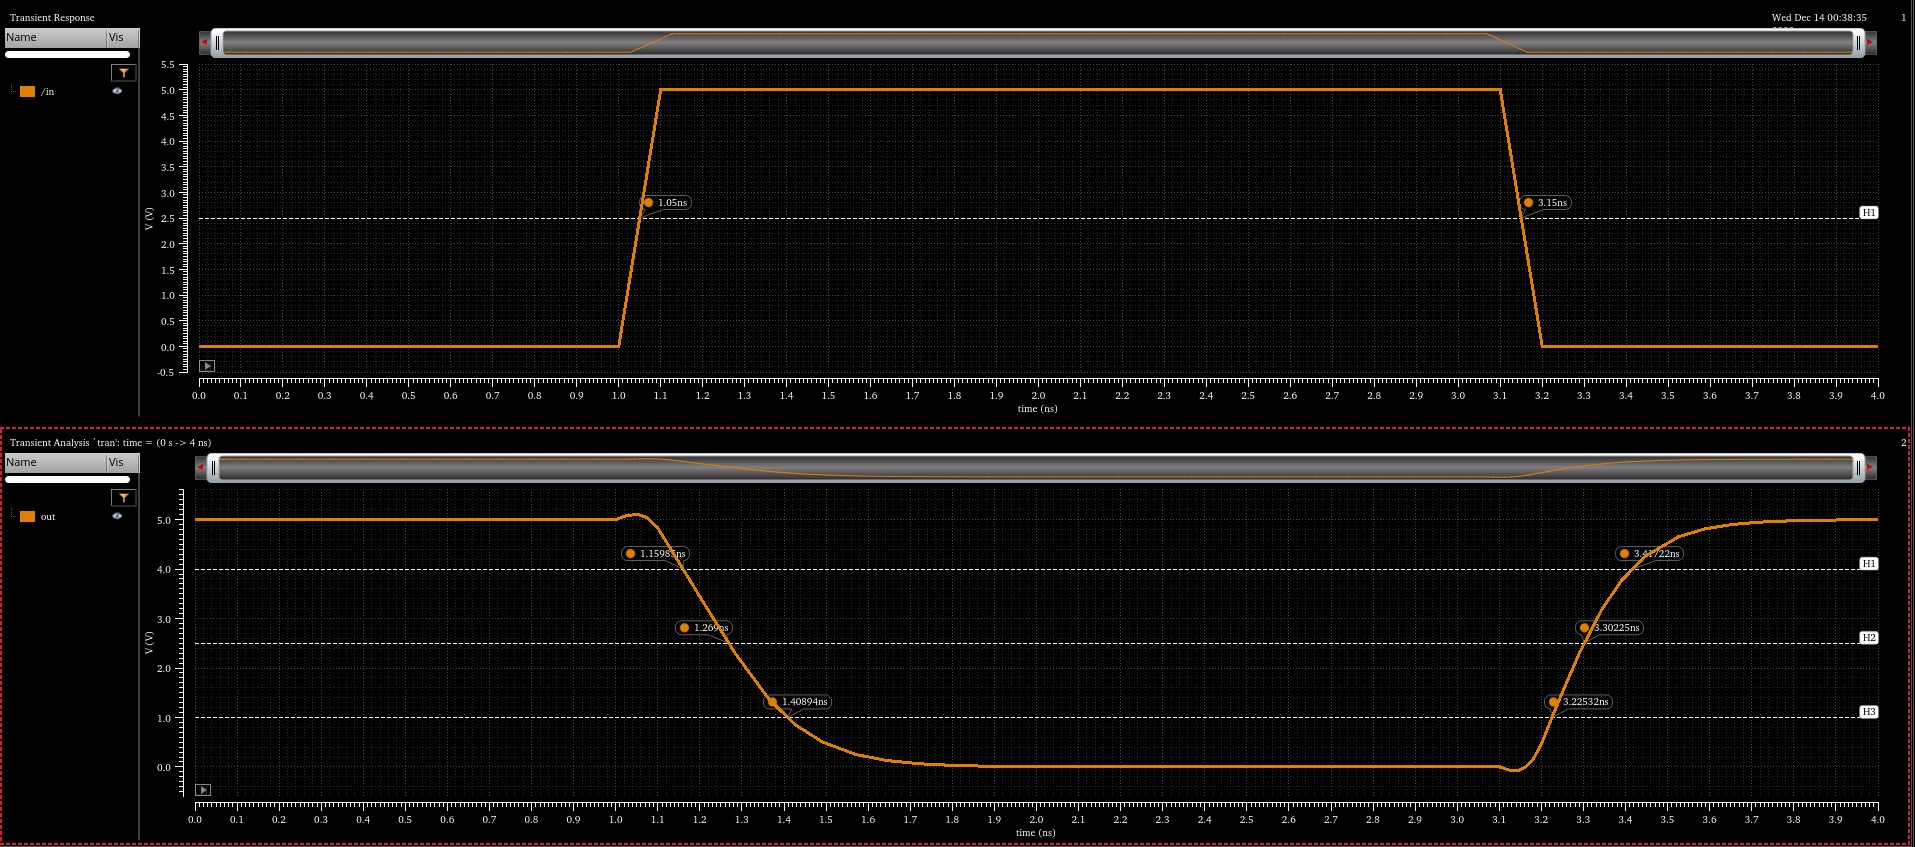 Transient Response
Wed Dec 14 00:38:35
1
Name Vis
/in
5.5
5.0
4.5
4.0
3.5
3.0
2.5
2.0
1.5
1.0
0.5
0.0
-0.5
V (V)
1.05ns
3.15ns
H1
0.0 0.1 0.2 0.3 0.4 0.5 0.6 0.7 0.8 0.9 1.0 1.1 1.2 1.3 1.4 1.5 1.6 1.7 1.8 1.9 2.0 2.1 2.2 2.3 2.4 2.5 2.6 2.7 2.8 2.9 3.0 3.1 3.2 3.3 3.4 3.5 3.6 3.7 3.8 3.9 4.0
time (ns)
Transient Analysis `tran': time = (0 s -> 4 ns)
2
Name Vis
out
5.0
4.0
3.0
2.0
1.0
0.0
V (V)
1.269ns
1.40894ns
3.30225ns
3.22532ns
H1
H2
H3
0.0 0.1 0.2 0.3 0.4 0.5 0.6 0.7 0.8 0.9 1.0 1.1 1.2 1.3 1.4 1.5 1.6 1.7 1.8 1.9 2.0 2.1 2.2 2.3 2.4 2.5 2.6 2.7 2.8 2.9 3.0 3.1 3.2 3.3 3.4 3.5 3.6 3.7 3.8 3.9 4.0
time (ns)